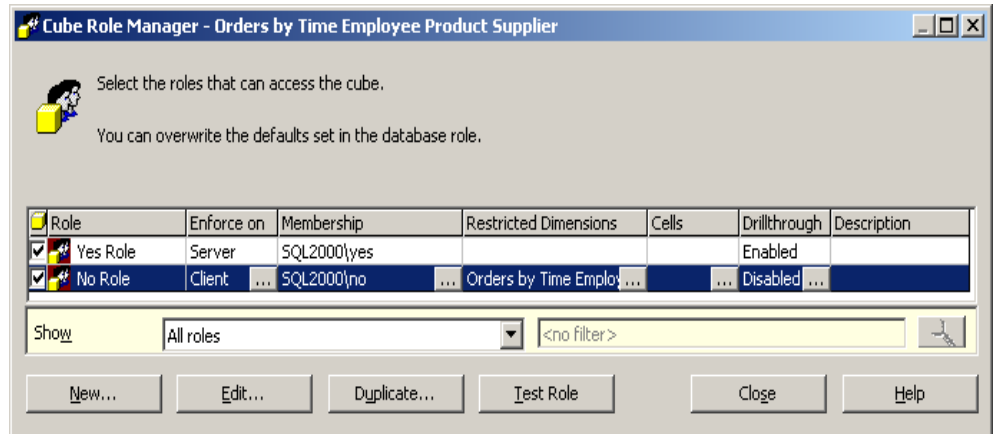 Cube Role Manager - Orders by Time Employee Product Supplier
Select the roles that can access the cube.
You can overwrite the defaults set in the database role.
Role Enforce on Membership Restricted Dimensions Cells Drillthrough Description
Yes Role Server SQL2000\yes Enabled
No Role Client ... SQL2000\no ... Orders by Time Employ ... ... Disabled ...
Show All roles <no filter>
New... Edit... Duplicate... Test Role Close Help